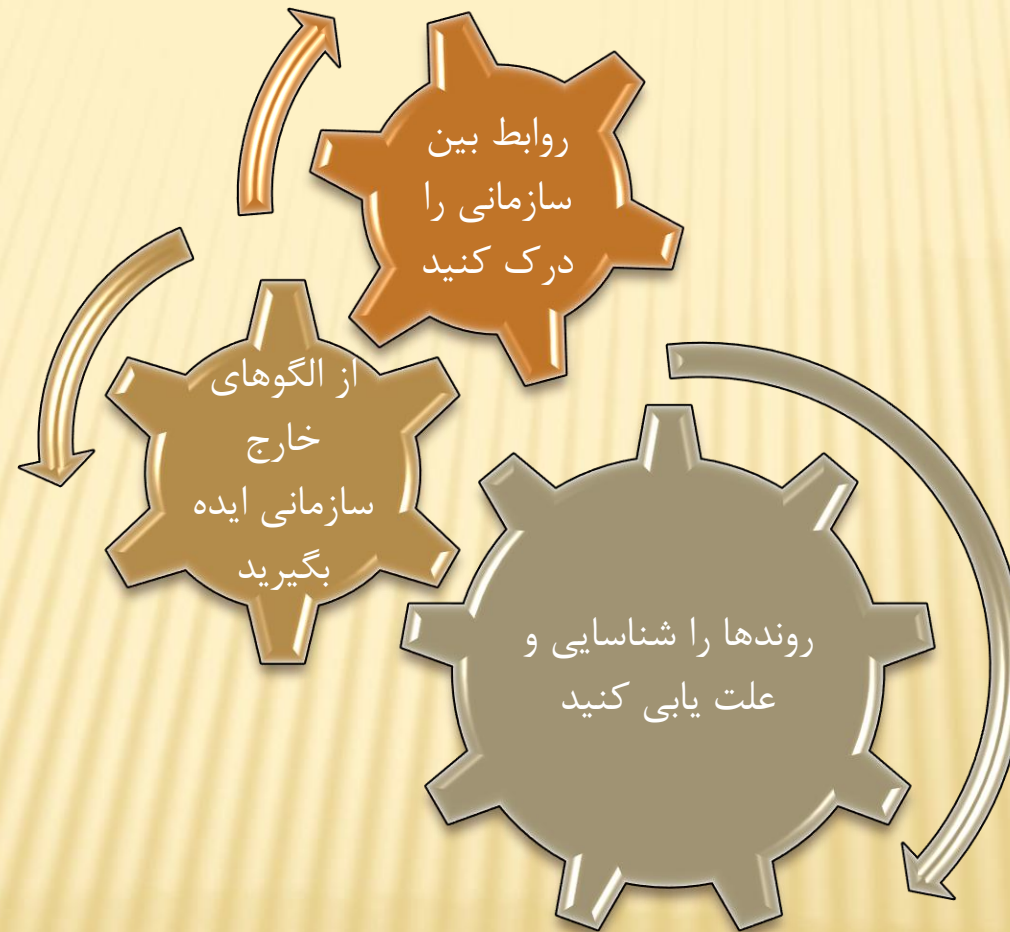 روابط بین
سازمانی را
درک کنید
از الگوهای
خارج
سازمانی ایده
بگیرید
روندها را شناسایی و
علت یابی کنید